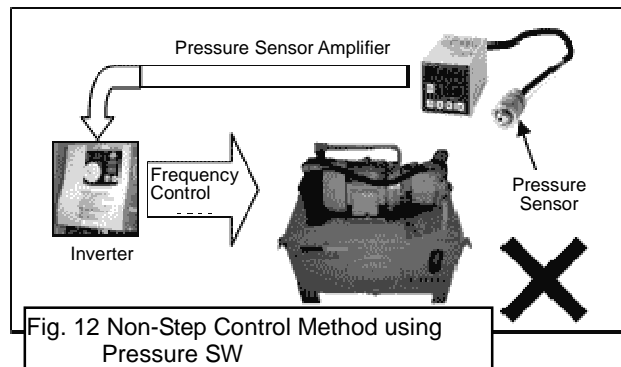 Pressure Sensor Amplifier
Frequency
Control
Pressure
Sensor
Inverter
Fig. 12 Non-Step Control Method using
Pressure SW